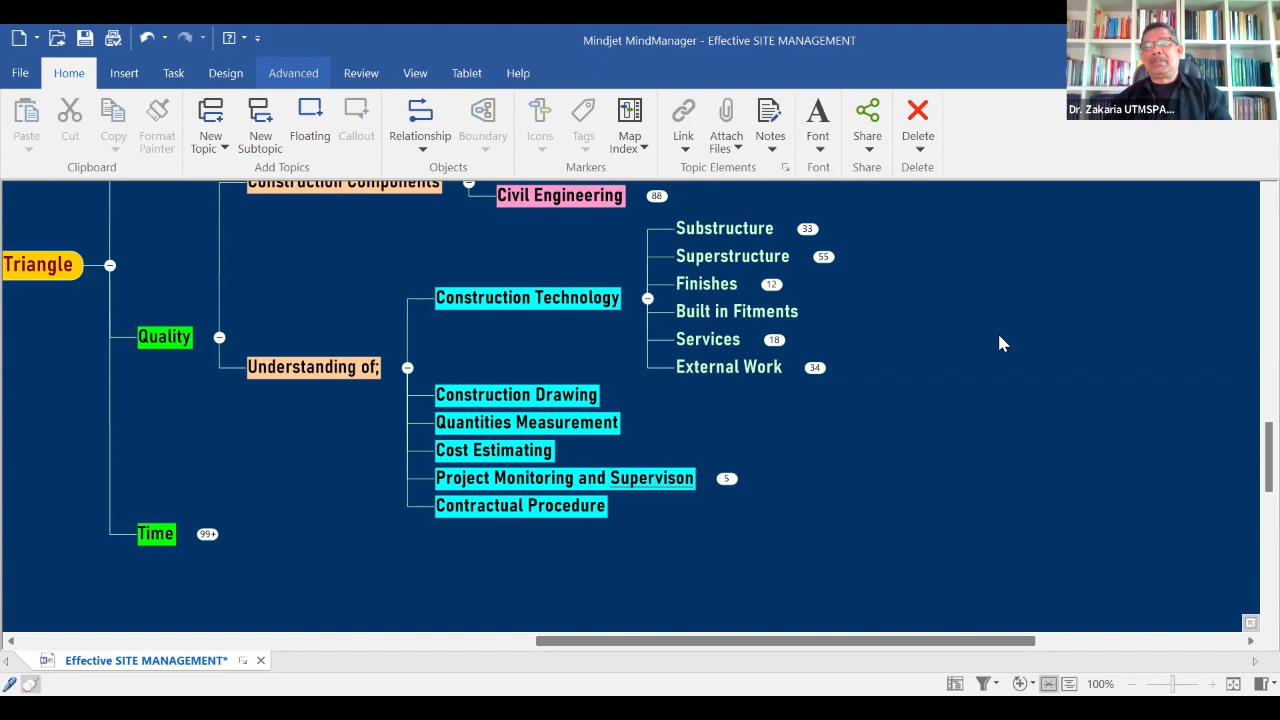 Mindjet MindManager - Effective SITE MANAGEMENT
File Home Insert Task Design Advanced Review View Tablet Help
Paste Cut Copy Format Painter New Topic New Subtopic Floating Callout Relationship Boundary Icons Tags Map Index Link Attach Files Notes Font Share Delete
Clipboard Add Topics Objects Markers Topic Elements Font Share Delete
Dr. Zakaria UTMSPA...
Construction Components
Civil Engineering 88
Substructure 33
Superstructure 55
Triangle
Finishes 12
Construction Technology
Built in Fitments
Quality
Services 18
Understanding of;
External Work 34
Construction Drawing
Quantities Measurement
Cost Estimating
Project Monitoring and Supervison 5
Contractual Procedure
Time 99+
Effective SITE MANAGEMENT*
100%